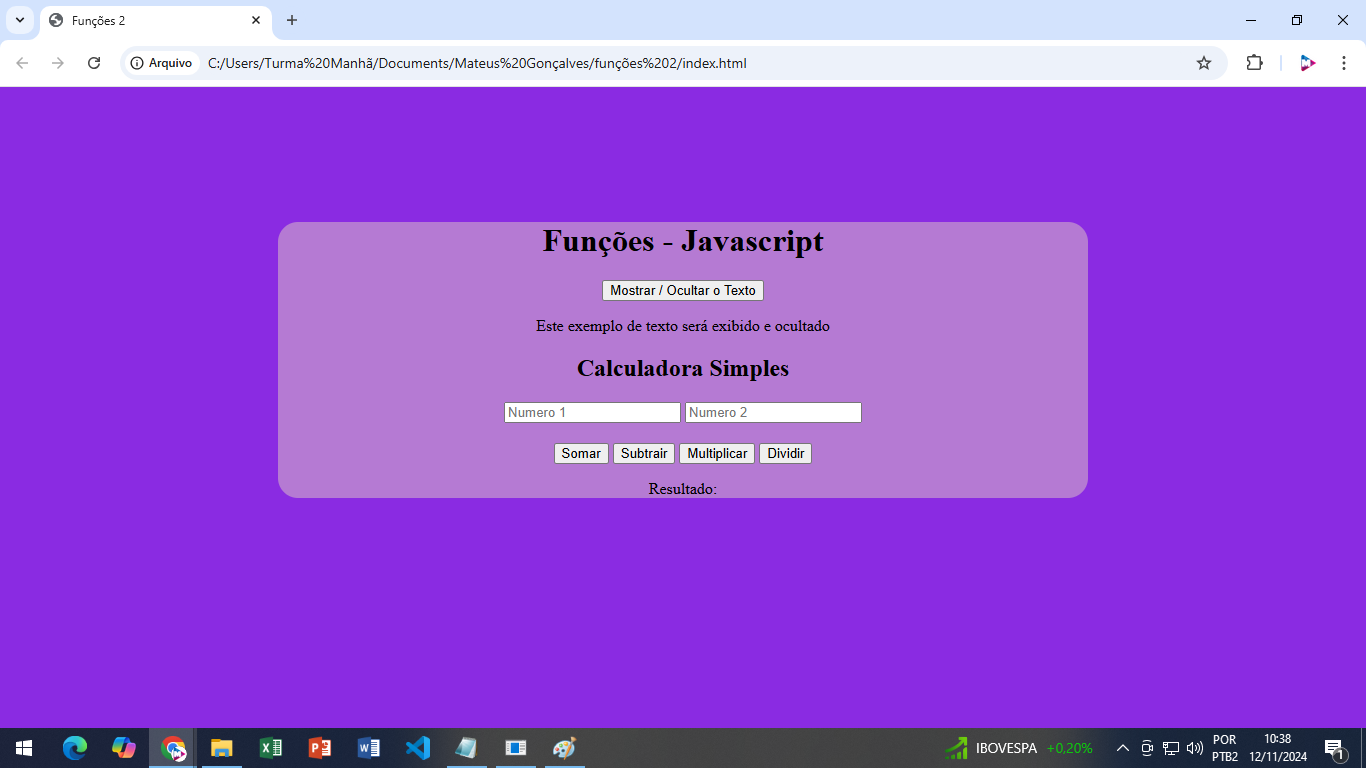 Funções 2
Arquivo
C:/Users/Turma%20Manhã/Documents/Mateus%20Gonçalves/funções%202/index.html
Funções - Javascript
Mostrar / Ocultar o Texto
Este exemplo de texto será exibido e ocultado
Calculadora Simples
Numero 1 Numero 2
Somar Subtrair Multiplicar Dividir
Resultado:
IBOVESPA +0,20%
POR
PTB2
10:38
12/11/2024
1